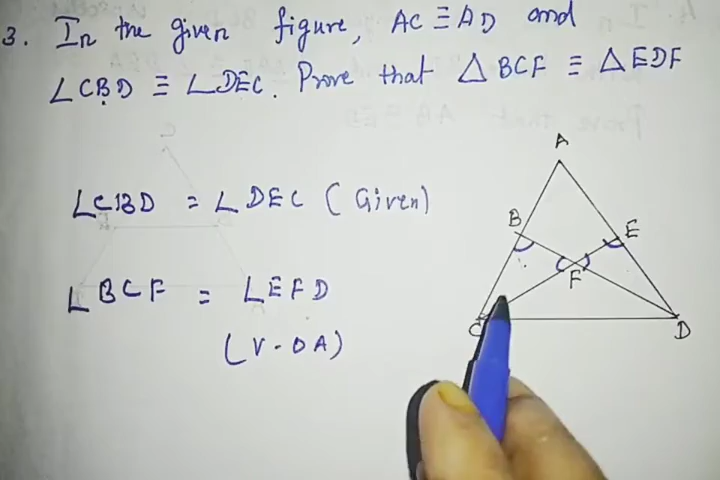 3. In the given figure, AC ≡ AD and
∠CBD ≡ ∠DEC. Prove that △ BCF ≡ △ EDF
∠CBD = ∠DEC (Given)
∠BCF = ∠EFD
(V-OA)
A
B
E
F
C
D